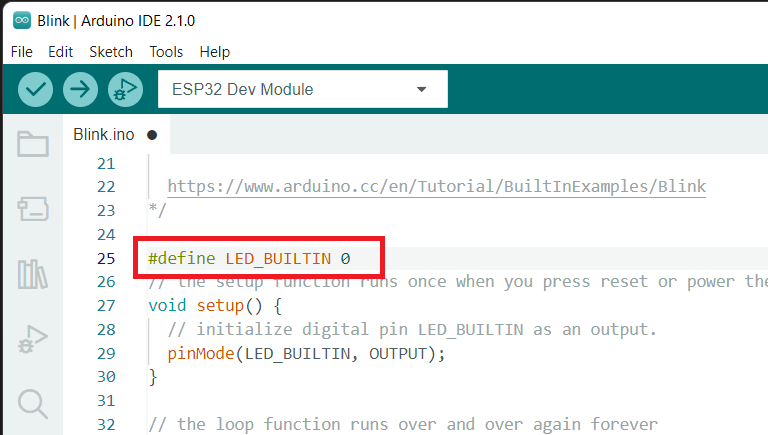 Blink | Arduino IDE 2.1.0
File Edit Sketch Tools Help
ESP32 Dev Module
Blink.ino
21
22 https://www.arduino.cc/en/Tutorial/BuiltInExamples/Blink
23 */
24
25 #define LED_BUILTIN 0
26 // the setup function runs once when you press reset or power the
27 void setup() {
28 // initialize digital pin LED_BUILTIN as an output.
29 pinMode(LED_BUILTIN, OUTPUT);
30 }
31
32 // the loop function runs over and over again forever